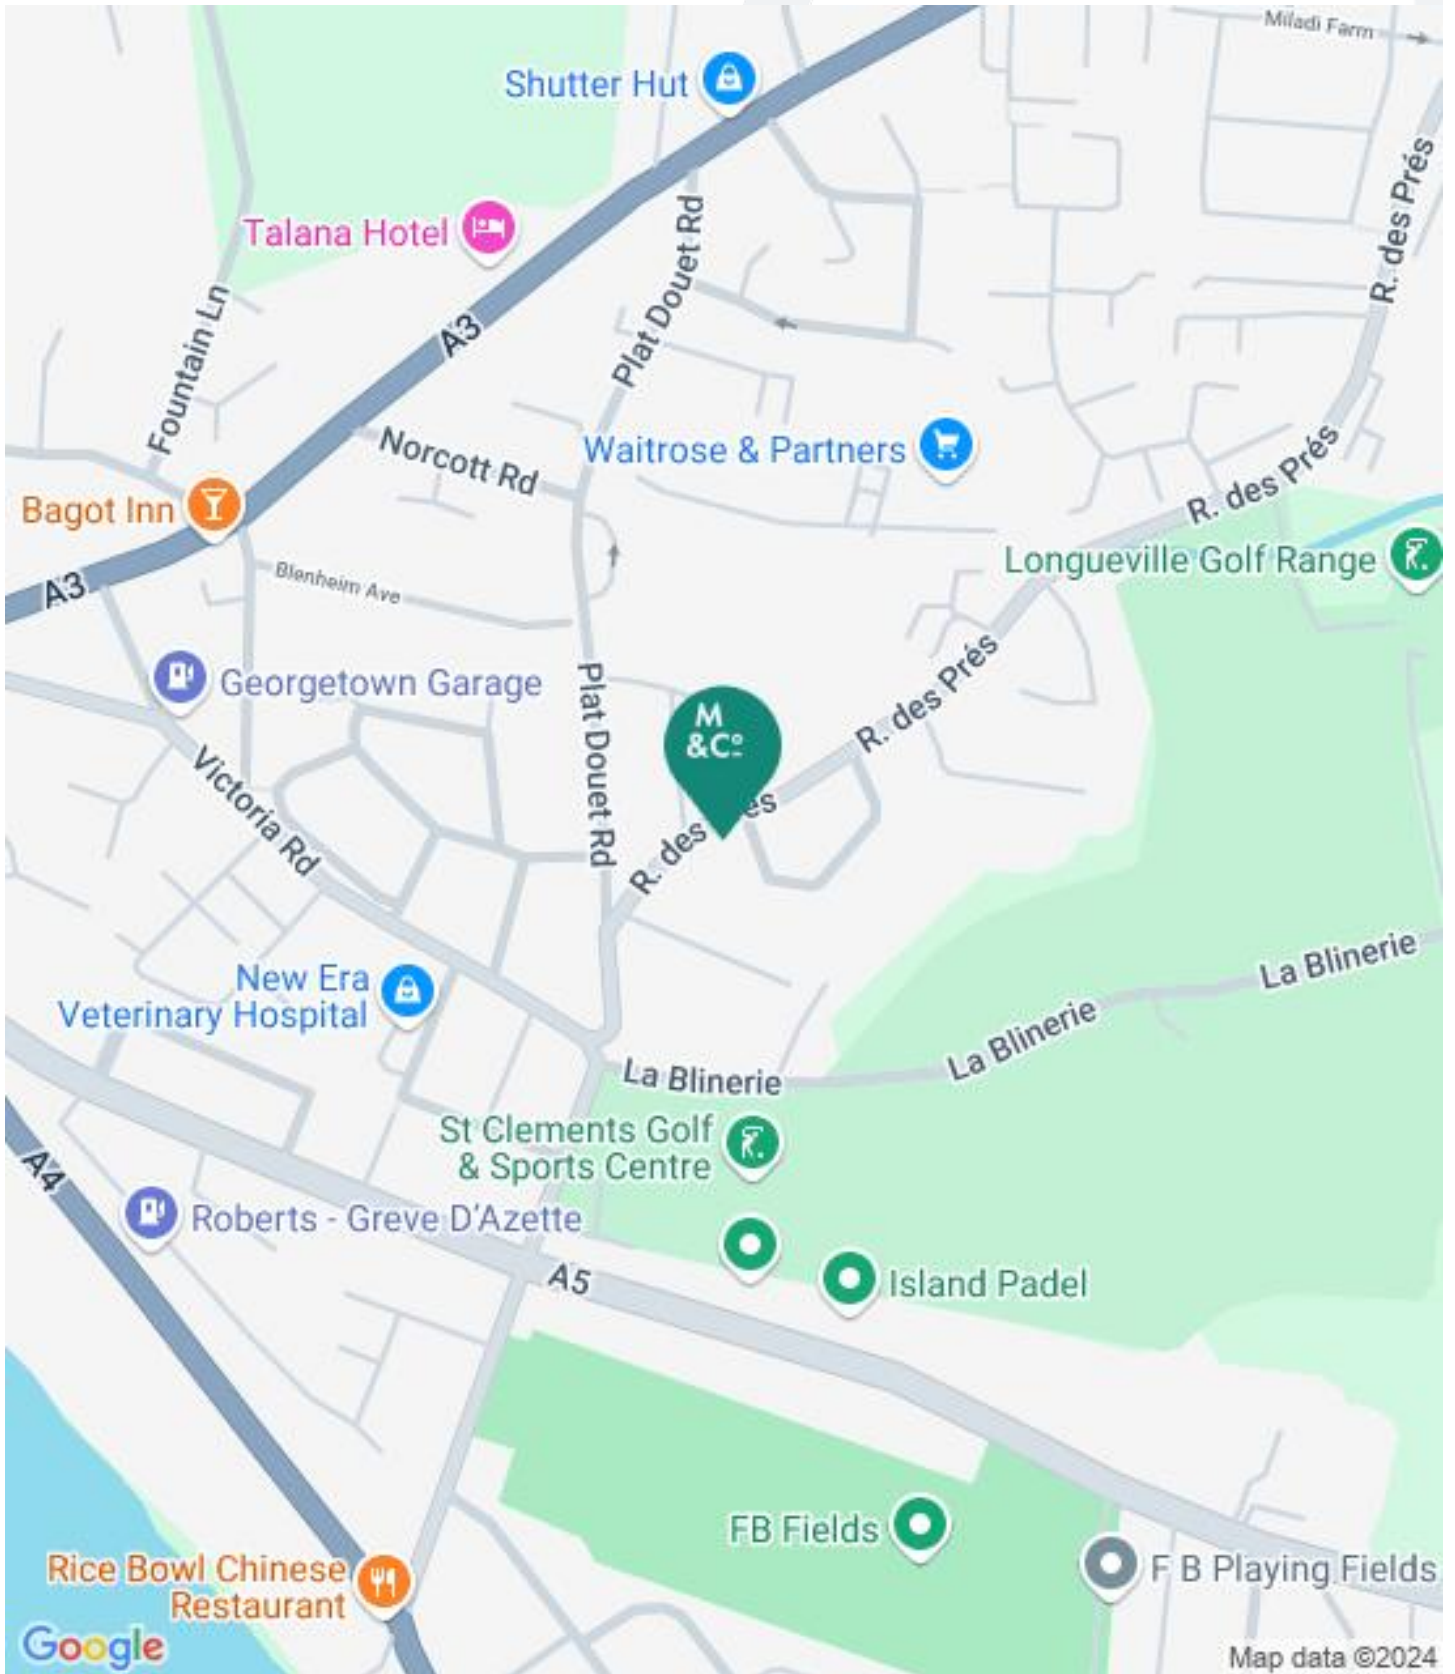 Miladi Farm
Shutter Hut
R. des Prés
Talana Hotel
Plat Douet Rd
Fountain Ln
A3
Norcott Rd
Waitrose & Partners
R. des Prés
Bagot Inn
Longueville Golf Range
A3
Blenheim Ave
Georgetown Garage
Plat Douet Rd
R. des Prés
M
&Cº
Victoria Rd
R. des
és
New Era
Veterinary Hospital
La Blinerie
La Blinerie
La Blinerie
St Clements Golf
& Sports Centre
A4
Roberts - Greve D'Azette
A5
Island Padel
FB Fields
F B Playing Fields
Rice Bowl Chinese
Restaurant
Google
Map data ©2024